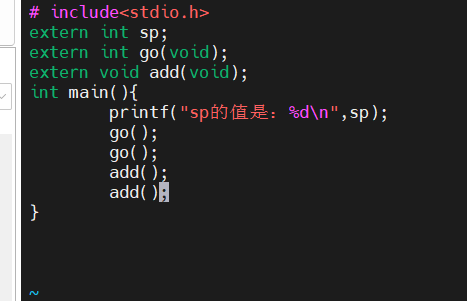 # include<stdio.h>
extern int sp;
extern int go(void);
extern void add(void);
int main(){
        printf("sp的值是：%d\n",sp);
        go();
        go();
        add();
        add();
}
~